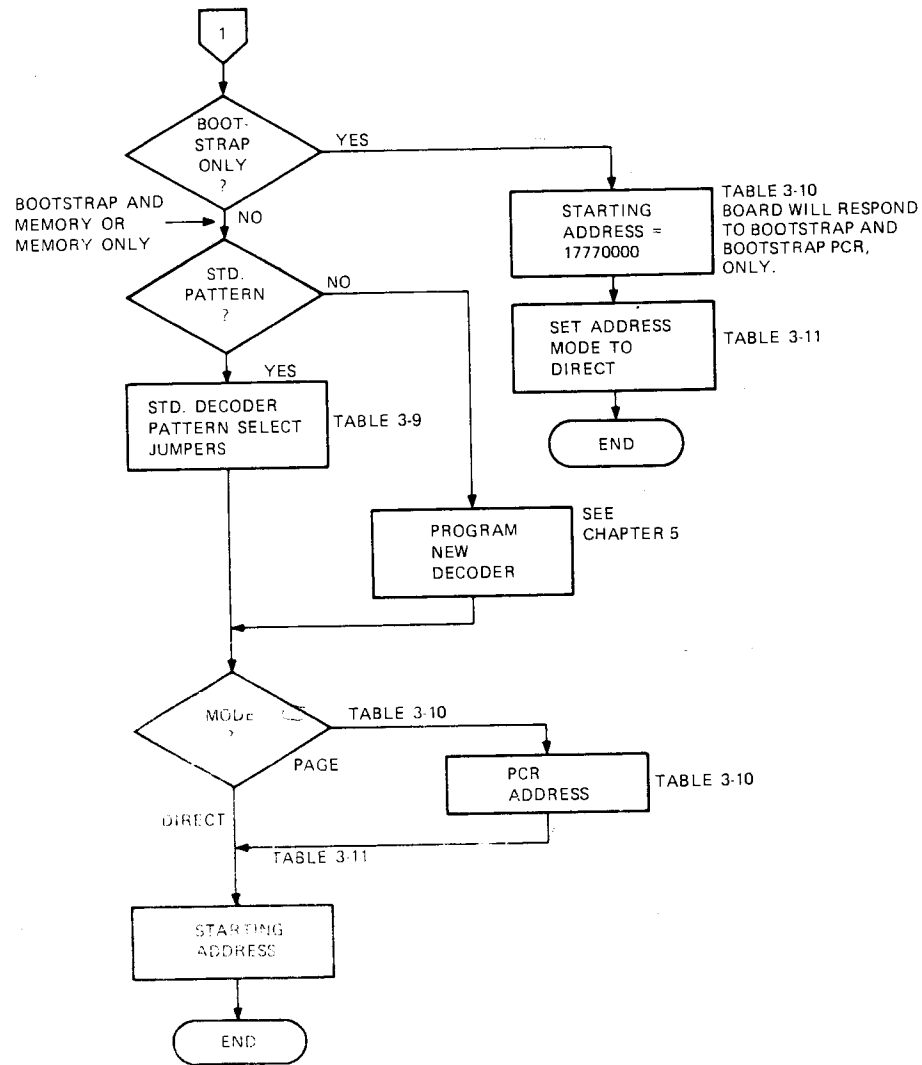 1
BOOT-
STRAP
ONLY
?
YES
BOOTSTRAP AND
MEMORY OR
MEMORY ONLY
NO
STARTING
ADDRESS =
17770000
TABLE 3-10
BOARD WILL RESPOND
TO BOOTSTRAP AND
BOOTSTRAP PCR,
ONLY.
STD.
PATTERN
?
NO
SET ADDRESS
MODE TO
DIRECT
TABLE 3-11
YES
STD. DECODER
PATTERN SELECT
JUMPERS
TABLE 3-9
END
PROGRAM
NEW
DECODER
SEE
CHAPTER 5
MODE
?
TABLE 3-10
PAGE
PCR
ADDRESS
TABLE 3-10
DIRECT
TABLE 3-11
STARTING
ADDRESS
END